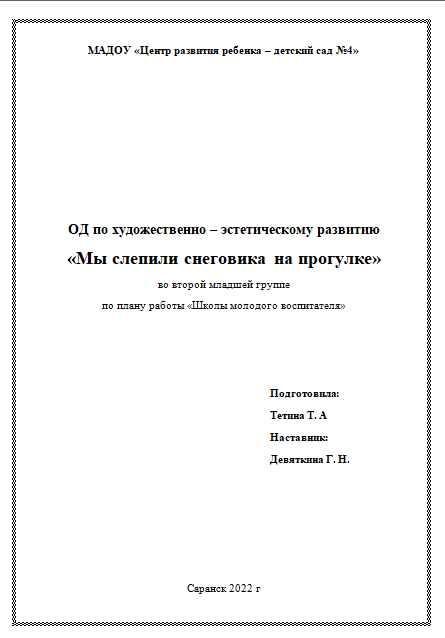 МАДОУ «Центр развития ребенка – детский сад №4»
ОД по художественно – эстетическому развитию
«Мы слепили снеговика на прогулке»
во второй младшей группе
по плану работы «Школы молодого воспитателя»
Подготовила:
Тетина Т. А
Наставник:
Девяткина Г. Н.
Саранск 2022 г